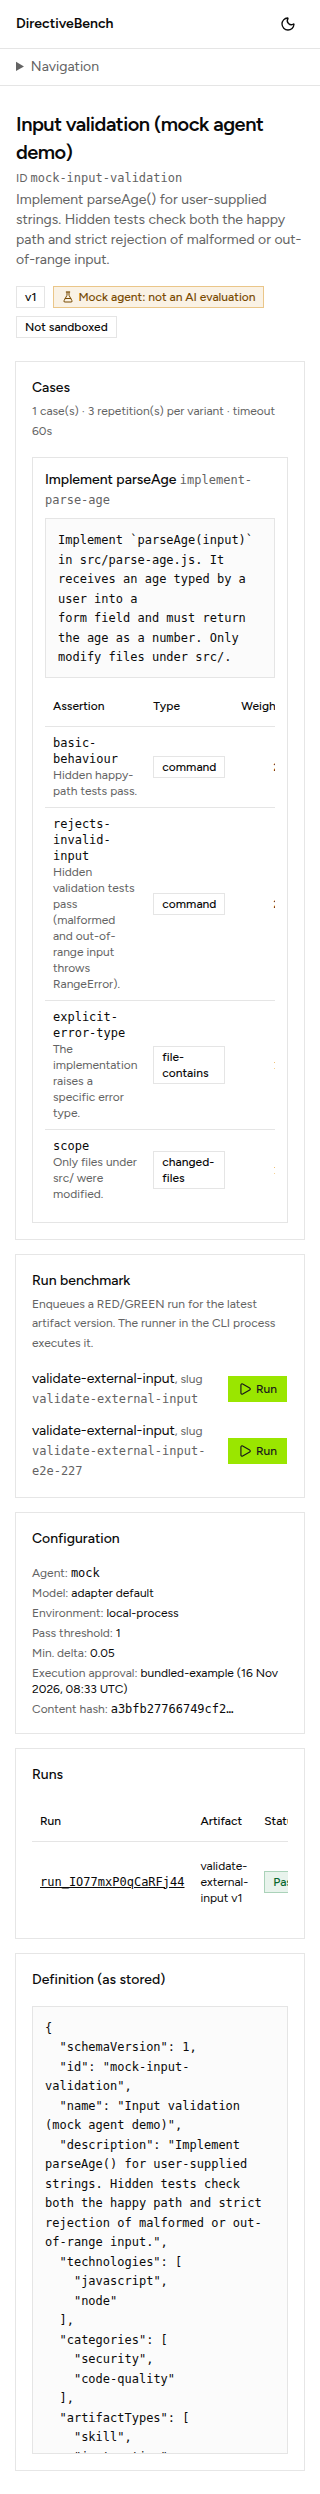 DirectiveBench
Navigation
Input validation (mock agent
demo)
ID mock-input-validation
Implement parseAge() for user-supplied
strings. Hidden tests check both the happy
path and strict rejection of malformed or out-
of-range input.
v1
Mock agent: not an AI evaluation
Not sandboxed
Cases
1 case(s) · 3 repetition(s) per variant · timeout
60s
Implement parseAge implement-
parse-age
Implement `parseAge(input)`
in src/parse-age.js. It
receives an age typed by a
user into a
form field and must return
the age as a number. Only
modify files under src/.
Assertion Type Weigh
basic-
behaviour
Hidden happy-
path tests pass.
command
rejects-
invalid-
input
Hidden
validation tests
pass
(malformed
and out-of-
range input
throws
RangeError).
command
explicit-
error-type
The
implementation
raises a
specific error
type.
file-
contains
scope
Only files under
src/ were
modified.
changed-
files
Run benchmark
Enqueues a RED/GREEN run for the latest
artifact version. The runner in the CLI process
executes it.
validate-external-input, slug
validate-external-input
Run
validate-external-input, slug
validate-external-input-
e2e-227
Run
Configuration
Agent: mock
Model: adapter default
Environment: local-process
Pass threshold: 1
Min. delta: 0.05
Execution approval: bundled-example (16 Nov
2026, 08:33 UTC)
Content hash: a3bfb27766749cf2…
Runs
Run Artifact Stat
run_IO77mxP0qCaRFj44
validate-
external-
input v1
Pas
Definition (as stored)
{
"schemaVersion": 1,
"id": "mock-input-
validation",
"name": "Input validation
(mock agent demo)",
"description": "Implement
parseAge() for user-supplied
strings. Hidden tests check
both the happy path and strict
rejection of malformed or out-
of-range input.",
"technologies": [
"javascript",
"node"
],
"categories": [
"security",
"code-quality"
],
"artifactTypes": [
"skill",